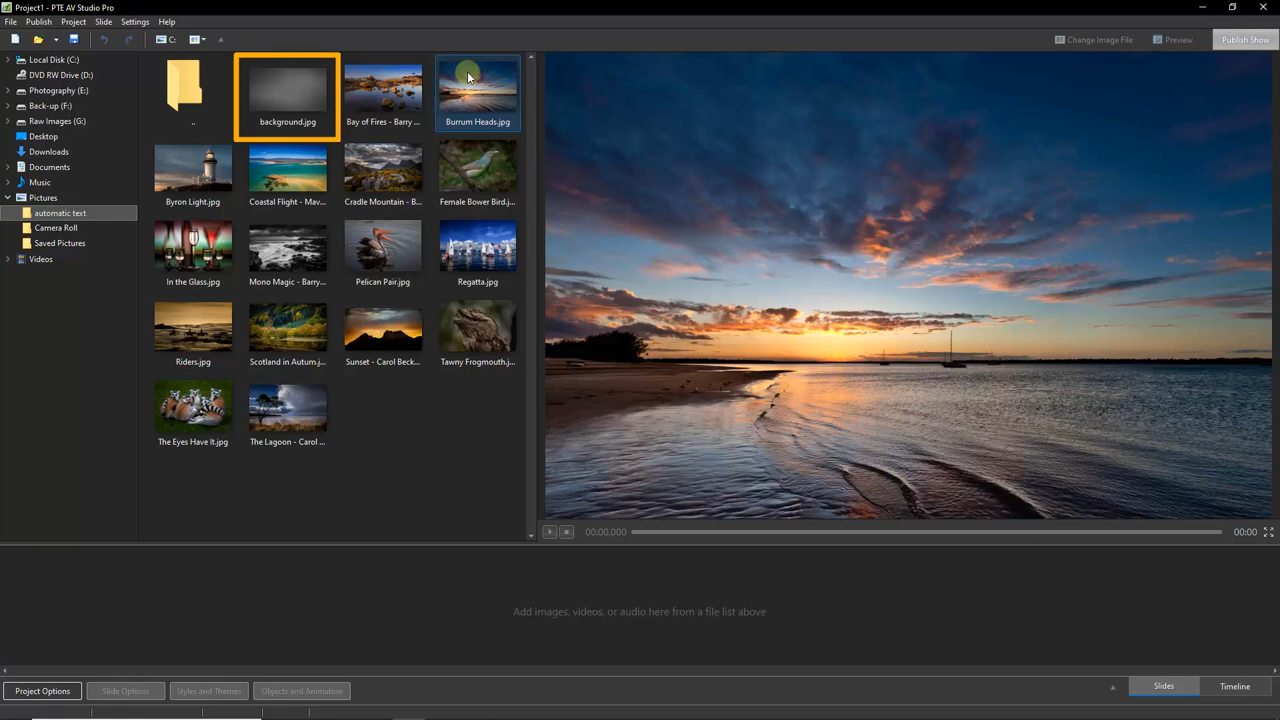 Project1 - PTE AV Studio Pro
File Publish Project Slide Settings Help
C:
Change Image File Preview Publish Show
Local Disk (C:)
DVD RW Drive (D:)
Photography (E:)
Back-up (F:)
Raw Images (G:)
Desktop
Downloads
Documents
Music
Pictures
automatic text
Camera Roll
Saved Pictures
Videos
.. background.jpg Bay of Fires - Barry ... Burrum Heads.jpg
Byron Light.jpg Coastal Flight - Mav... Cradle Mountain - B... Female Bower Bird.j...
In the Glass.jpg Mono Magic - Barry... Pelican Pair.jpg Regatta.jpg
Riders.jpg Scotland in Autum.j... Sunset - Carol Beck... Tawny Frogmouth.j...
The Eyes Have It.jpg The Lagoon - Carol ...
00:00.000 00:00
Add images, videos, or audio here from a file list above
Project Options Slide Options Styles and Themes Objects and Animation Slides Timeline